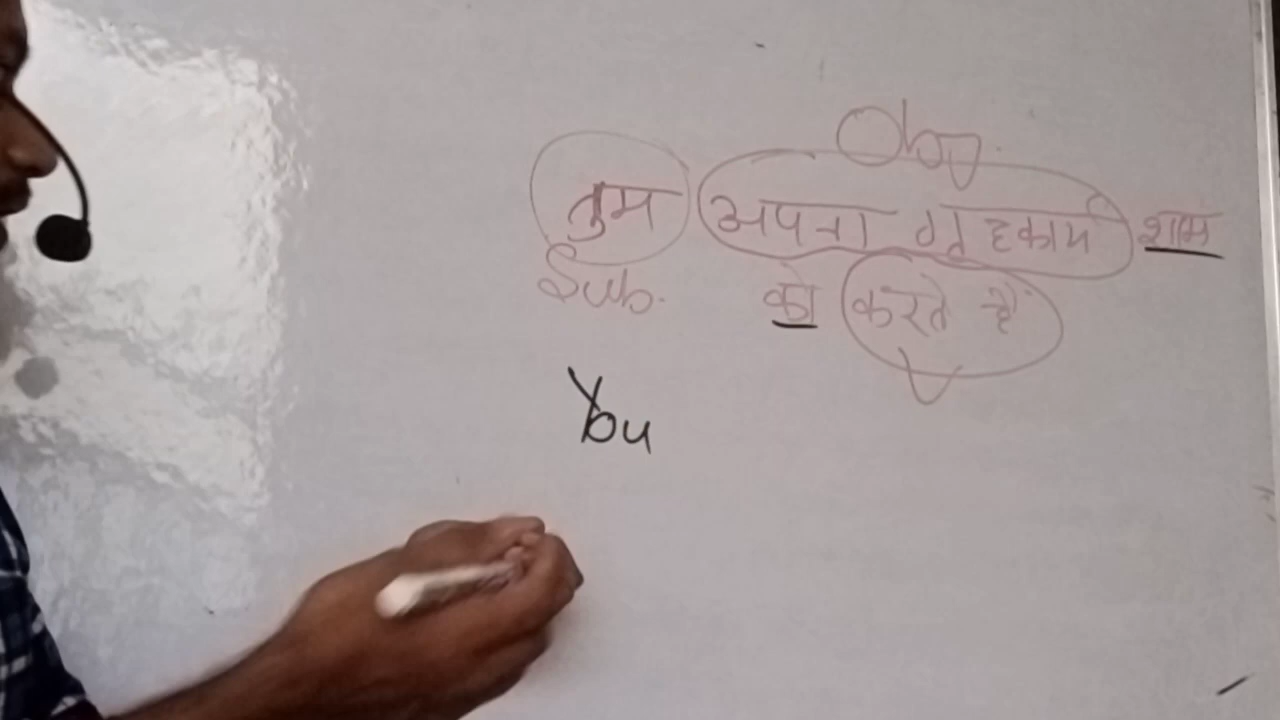 Obj.
तुम अपना गृहकार्य शाम
Sub. को करते हैं
V
You